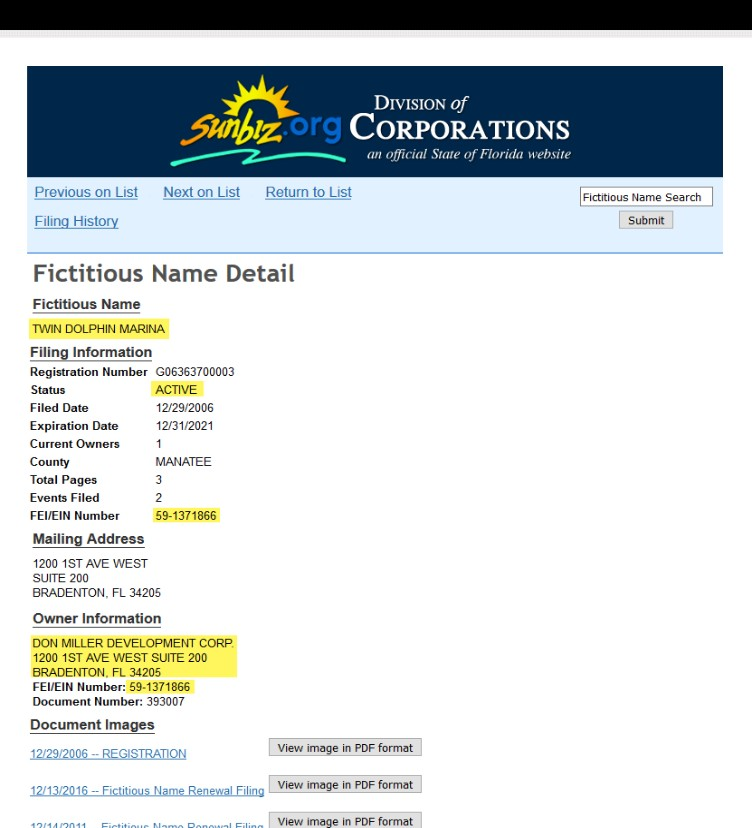 Sunbiz.org
DIVISION of
CORPORATIONS
an official State of Florida website
Previous on List Next on List Return to List
Fictitious Name Search
Filing History
Submit
Fictitious Name Detail
Fictitious Name
TWIN DOLPHIN MARINA
Filing Information
Registration Number G06363700003
Status ACTIVE
Filed Date 12/29/2006
Expiration Date 12/31/2021
Current Owners 1
County MANATEE
Total Pages 3
Events Filed 2
FEI/EIN Number 59-1371866
Mailing Address
1200 1ST AVE WEST
SUITE 200
BRADENTON, FL 34205
Owner Information
DON MILLER DEVELOPMENT CORP.
1200 1ST AVE WEST SUITE 200
BRADENTON, FL 34205
FEI/EIN Number: 59-1371866
Document Number: 393007
Document Images
12/29/2006 -- REGISTRATION View image in PDF format
12/13/2016 -- Fictitious Name Renewal Filing View image in PDF format
12/14/2011 -- Fictitious Name Renewal Filing View image in PDF format